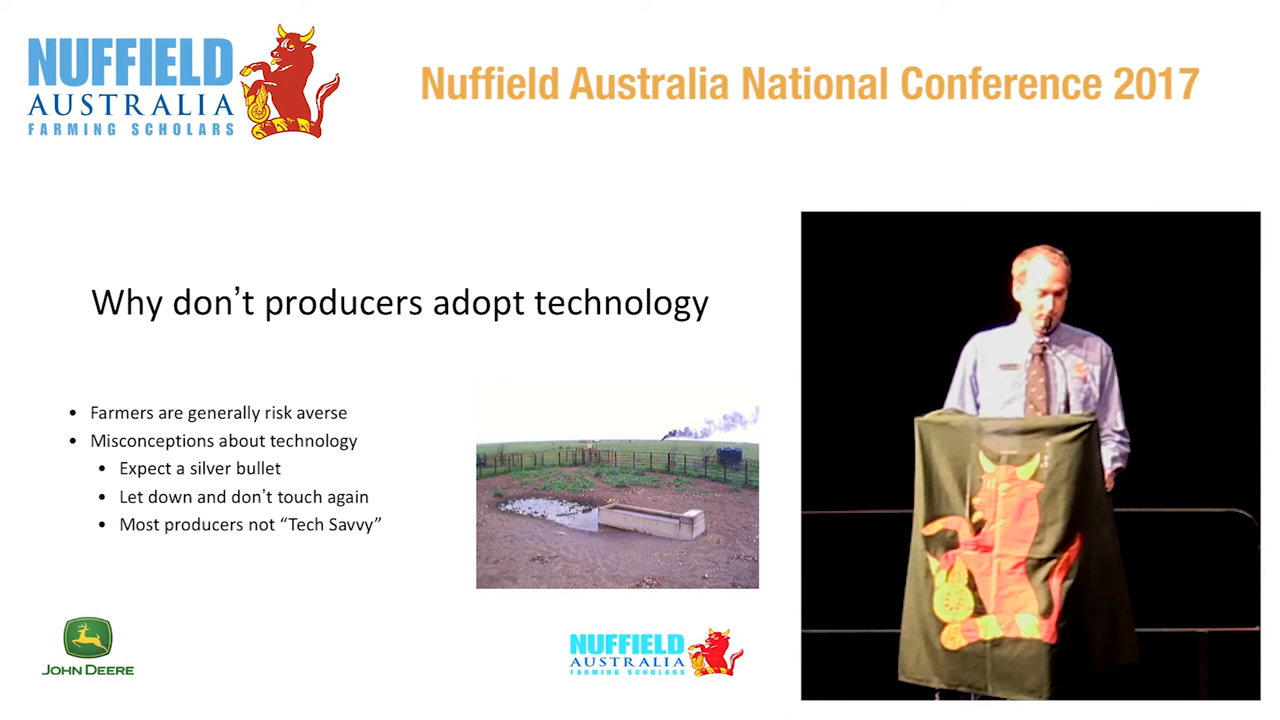 NUFFIELD
AUSTRALIA
FARMING SCHOLARS
Nuffield Australia National Conference 2017
Why don’t producers adopt technology
• Farmers are generally risk averse
• Misconceptions about technology
• Expect a silver bullet
• Let down and don’t touch again
• Most producers not “Tech Savvy”
JOHN DEERE
NUFFIELD
AUSTRALIA
FARMING SCHOLARS